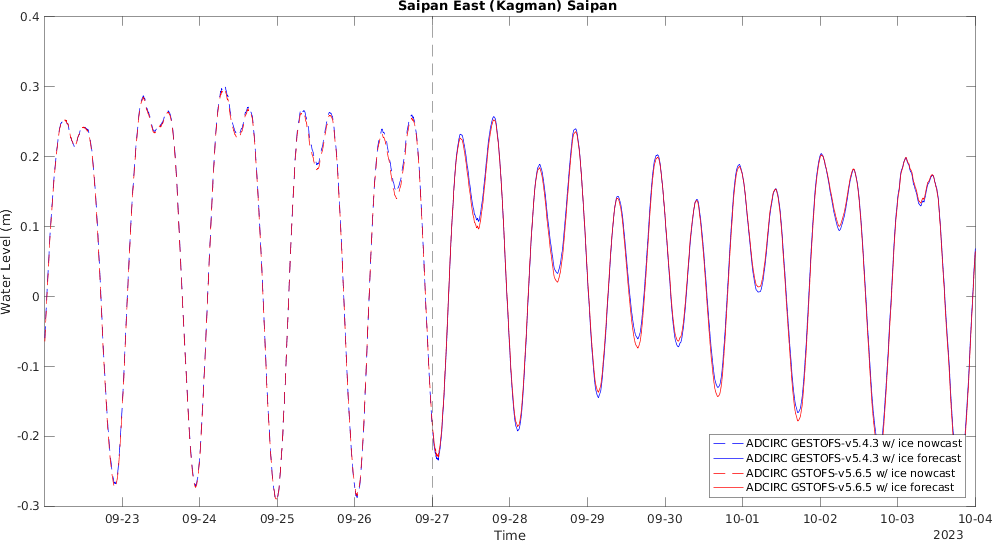 Saipan East (Kagman) Saipan
0.4
0.3
0.2
0.1
0
-0.1
-0.2
-0.3
Water Level (m)
ADCIRC GESTOFS-v5.4.3 w/ ice nowcast
ADCIRC GESTOFS-v5.4.3 w/ ice forecast
ADCIRC GSTOFS-v5.6.5 w/ ice nowcast
ADCIRC GSTOFS-v5.6.5 w/ ice forecast
09-23 09-24 09-25 09-26 09-27 09-28 09-29 09-30 10-01 10-02 10-03 10-04
Time
2023